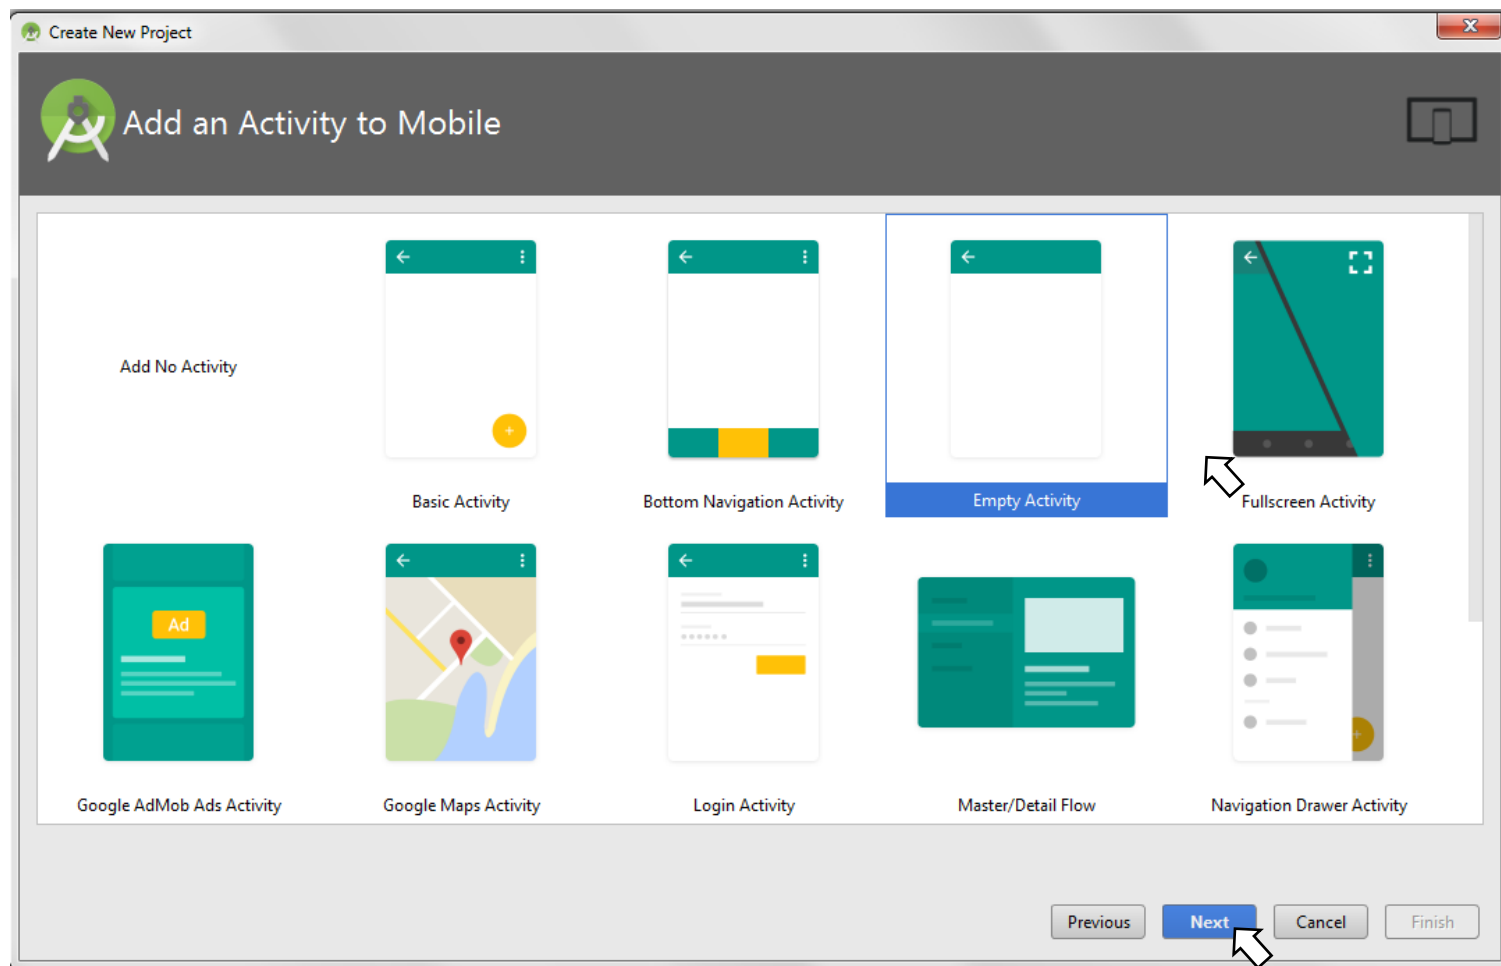 Create New Project
X
Add an Activity to Mobile
Add No Activity
Basic Activity
Bottom Navigation Activity
Empty Activity
Fullscreen Activity
Ad
Google AdMob Ads Activity
Google Maps Activity
Login Activity
Master/Detail Flow
Navigation Drawer Activity
Previous
Next
Cancel
Finish